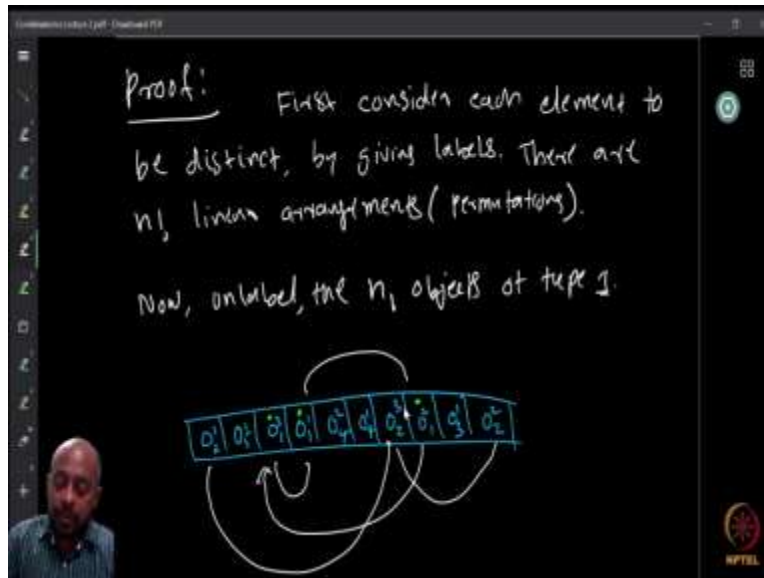 Proof:
First consider each element to
be distinct, by giving labels. There are
n! linear arrangements (permutations).
Now, unlabel, the n₁ objects of type 1.
NPTEL